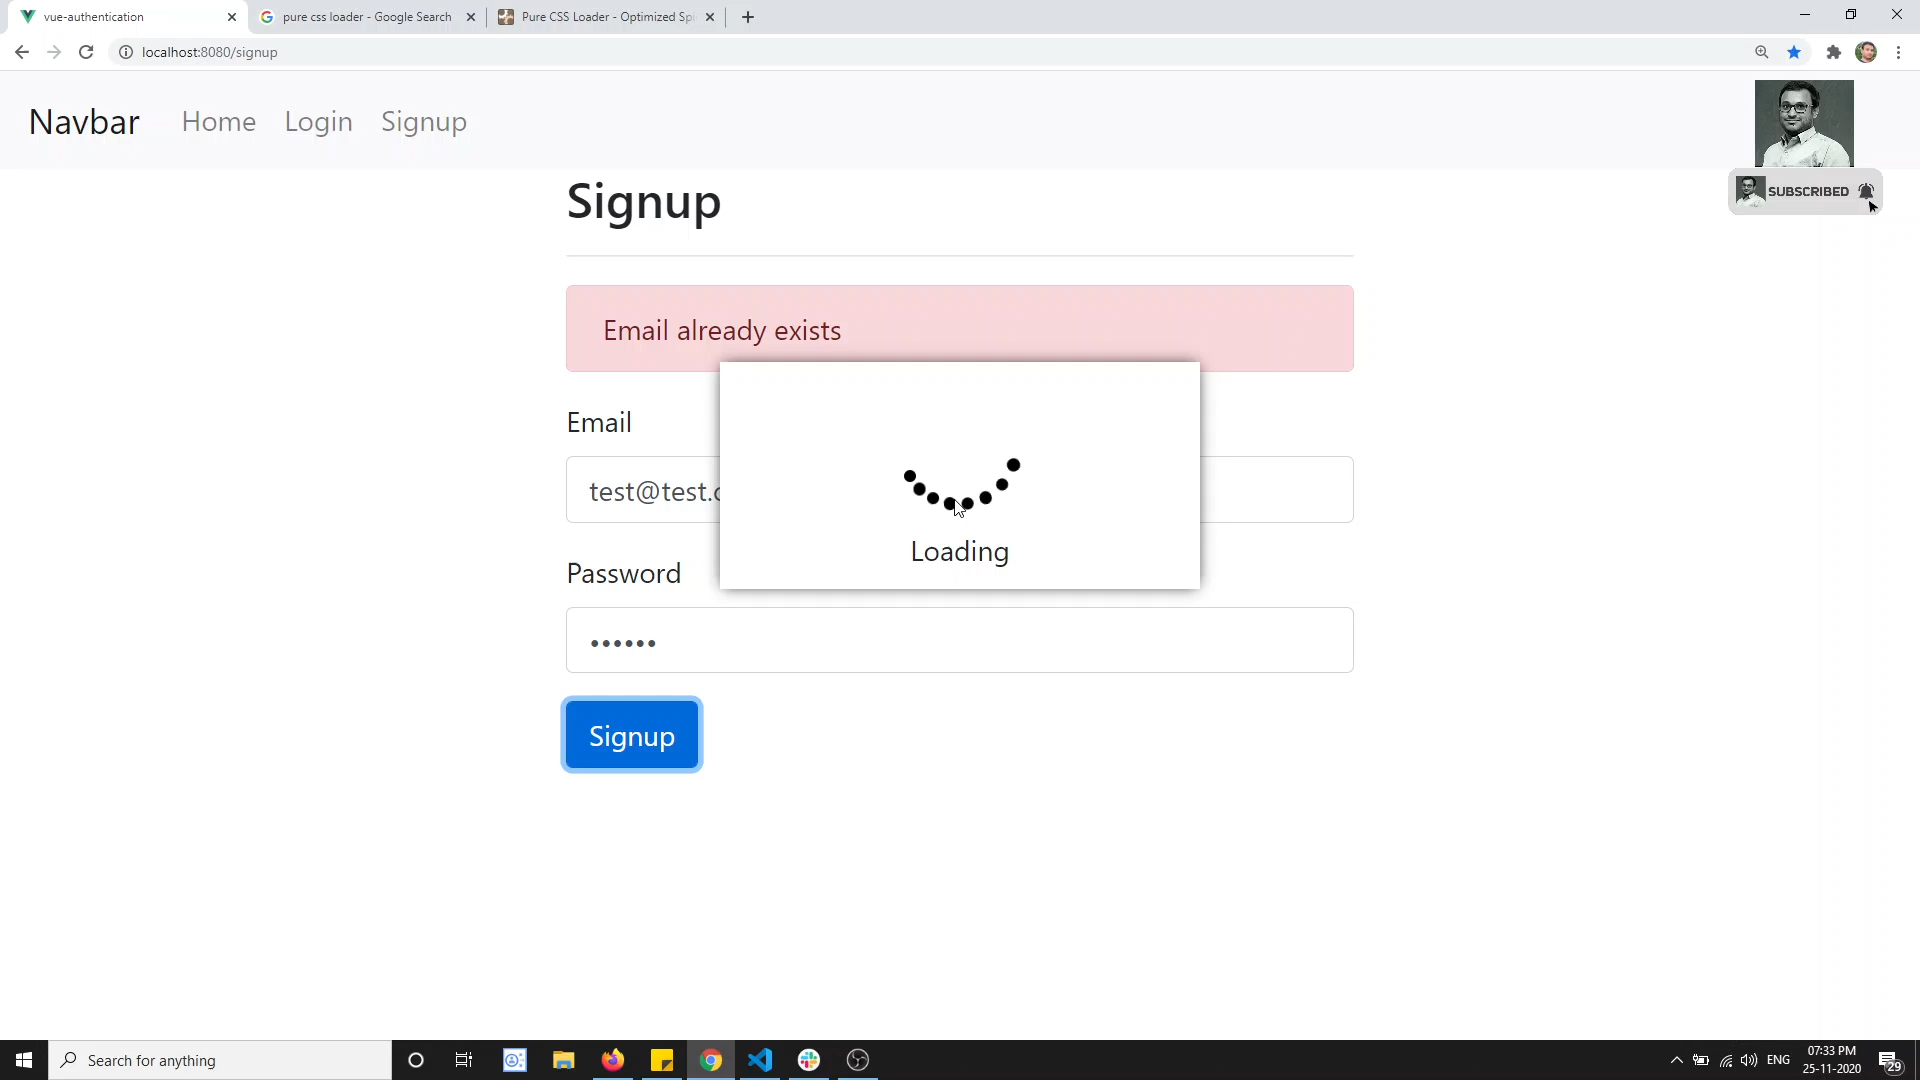 vue-authentication
pure css loader - Google Search
Pure CSS Loader - Optimized Spi
localhost:8080/signup
Navbar
Home
Login
Signup
SUBSCRIBED
Signup
Email already exists
Email
test@test.c
Loading
Password
••••••
Signup
Search for anything
ENG
07:33 PM
25-11-2020
29